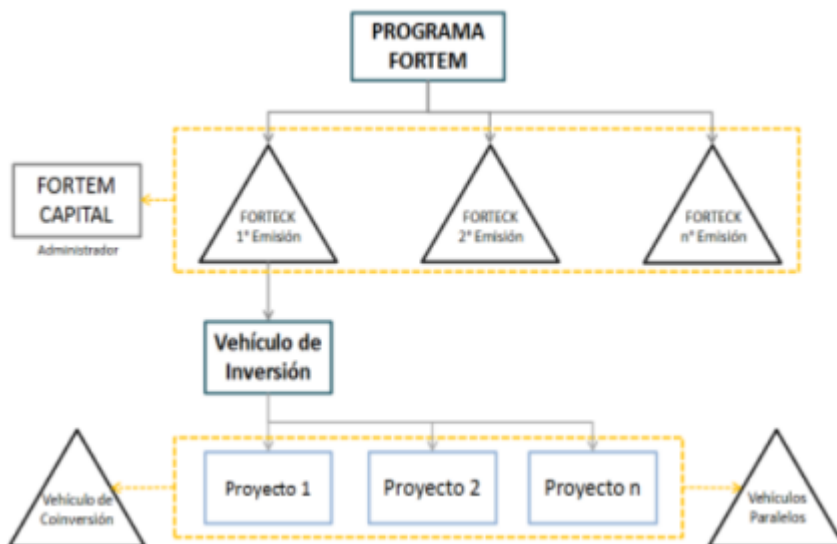 PROGRAMA
FORTEM
FORTEM
CAPITAL
Administrador
FORTECK
1° Emisión
FORTECK
2° Emisión
FORTECK
n° Emisión
Vehículo de
Inversión
Vehículo de
Coinversión
Proyecto 1
Proyecto 2
Proyecto n
Vehículos
Paralelos